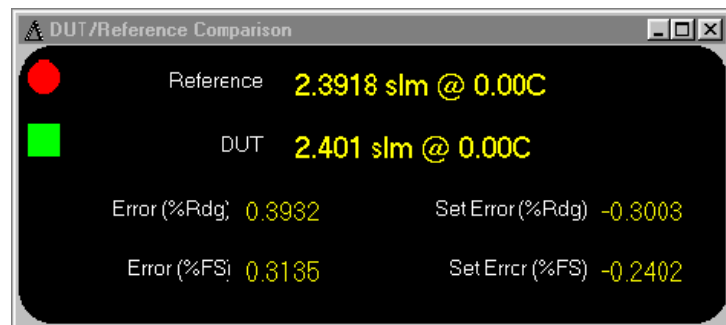 DUT/Reference Comparison
Reference 2.3918 slm @ 0.00C
DUT 2.401 slm @ 0.00C
Error (%Rdg) 0.3932 Set Error (%Rdg) -0.3003
Error (%FS) 0.3135 Set Error (%FS) -0.2402